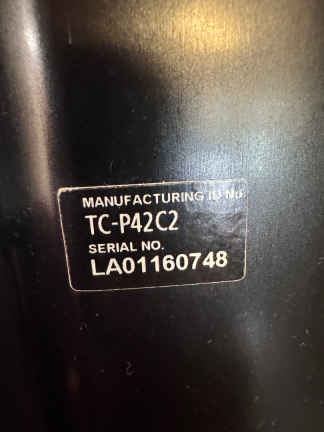 MANUFACTURING ID No.
TC-P42C2
SERIAL NO.
LA01160748